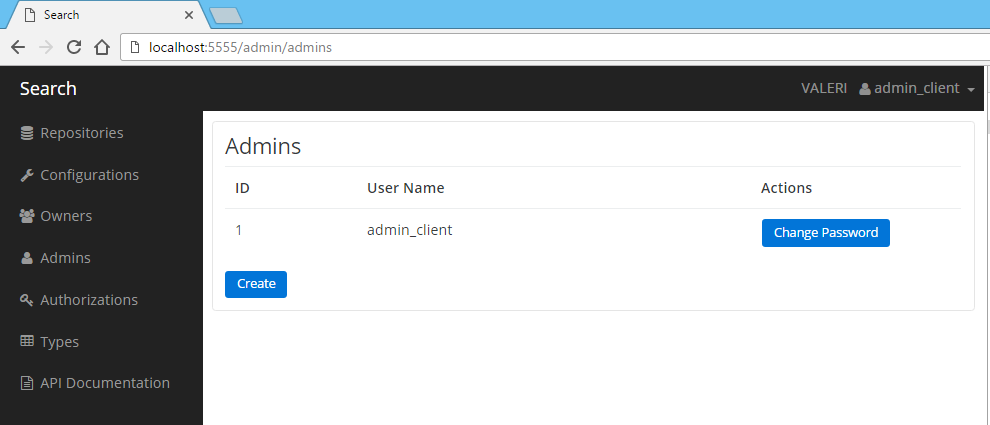 Search
localhost:5555/admin/admins
Search VALERI admin_client
Repositories
Configurations
Owners
Admins
Authorizations
Types
API Documentation
Admins
ID User Name Actions
1 admin_client Change Password
Create